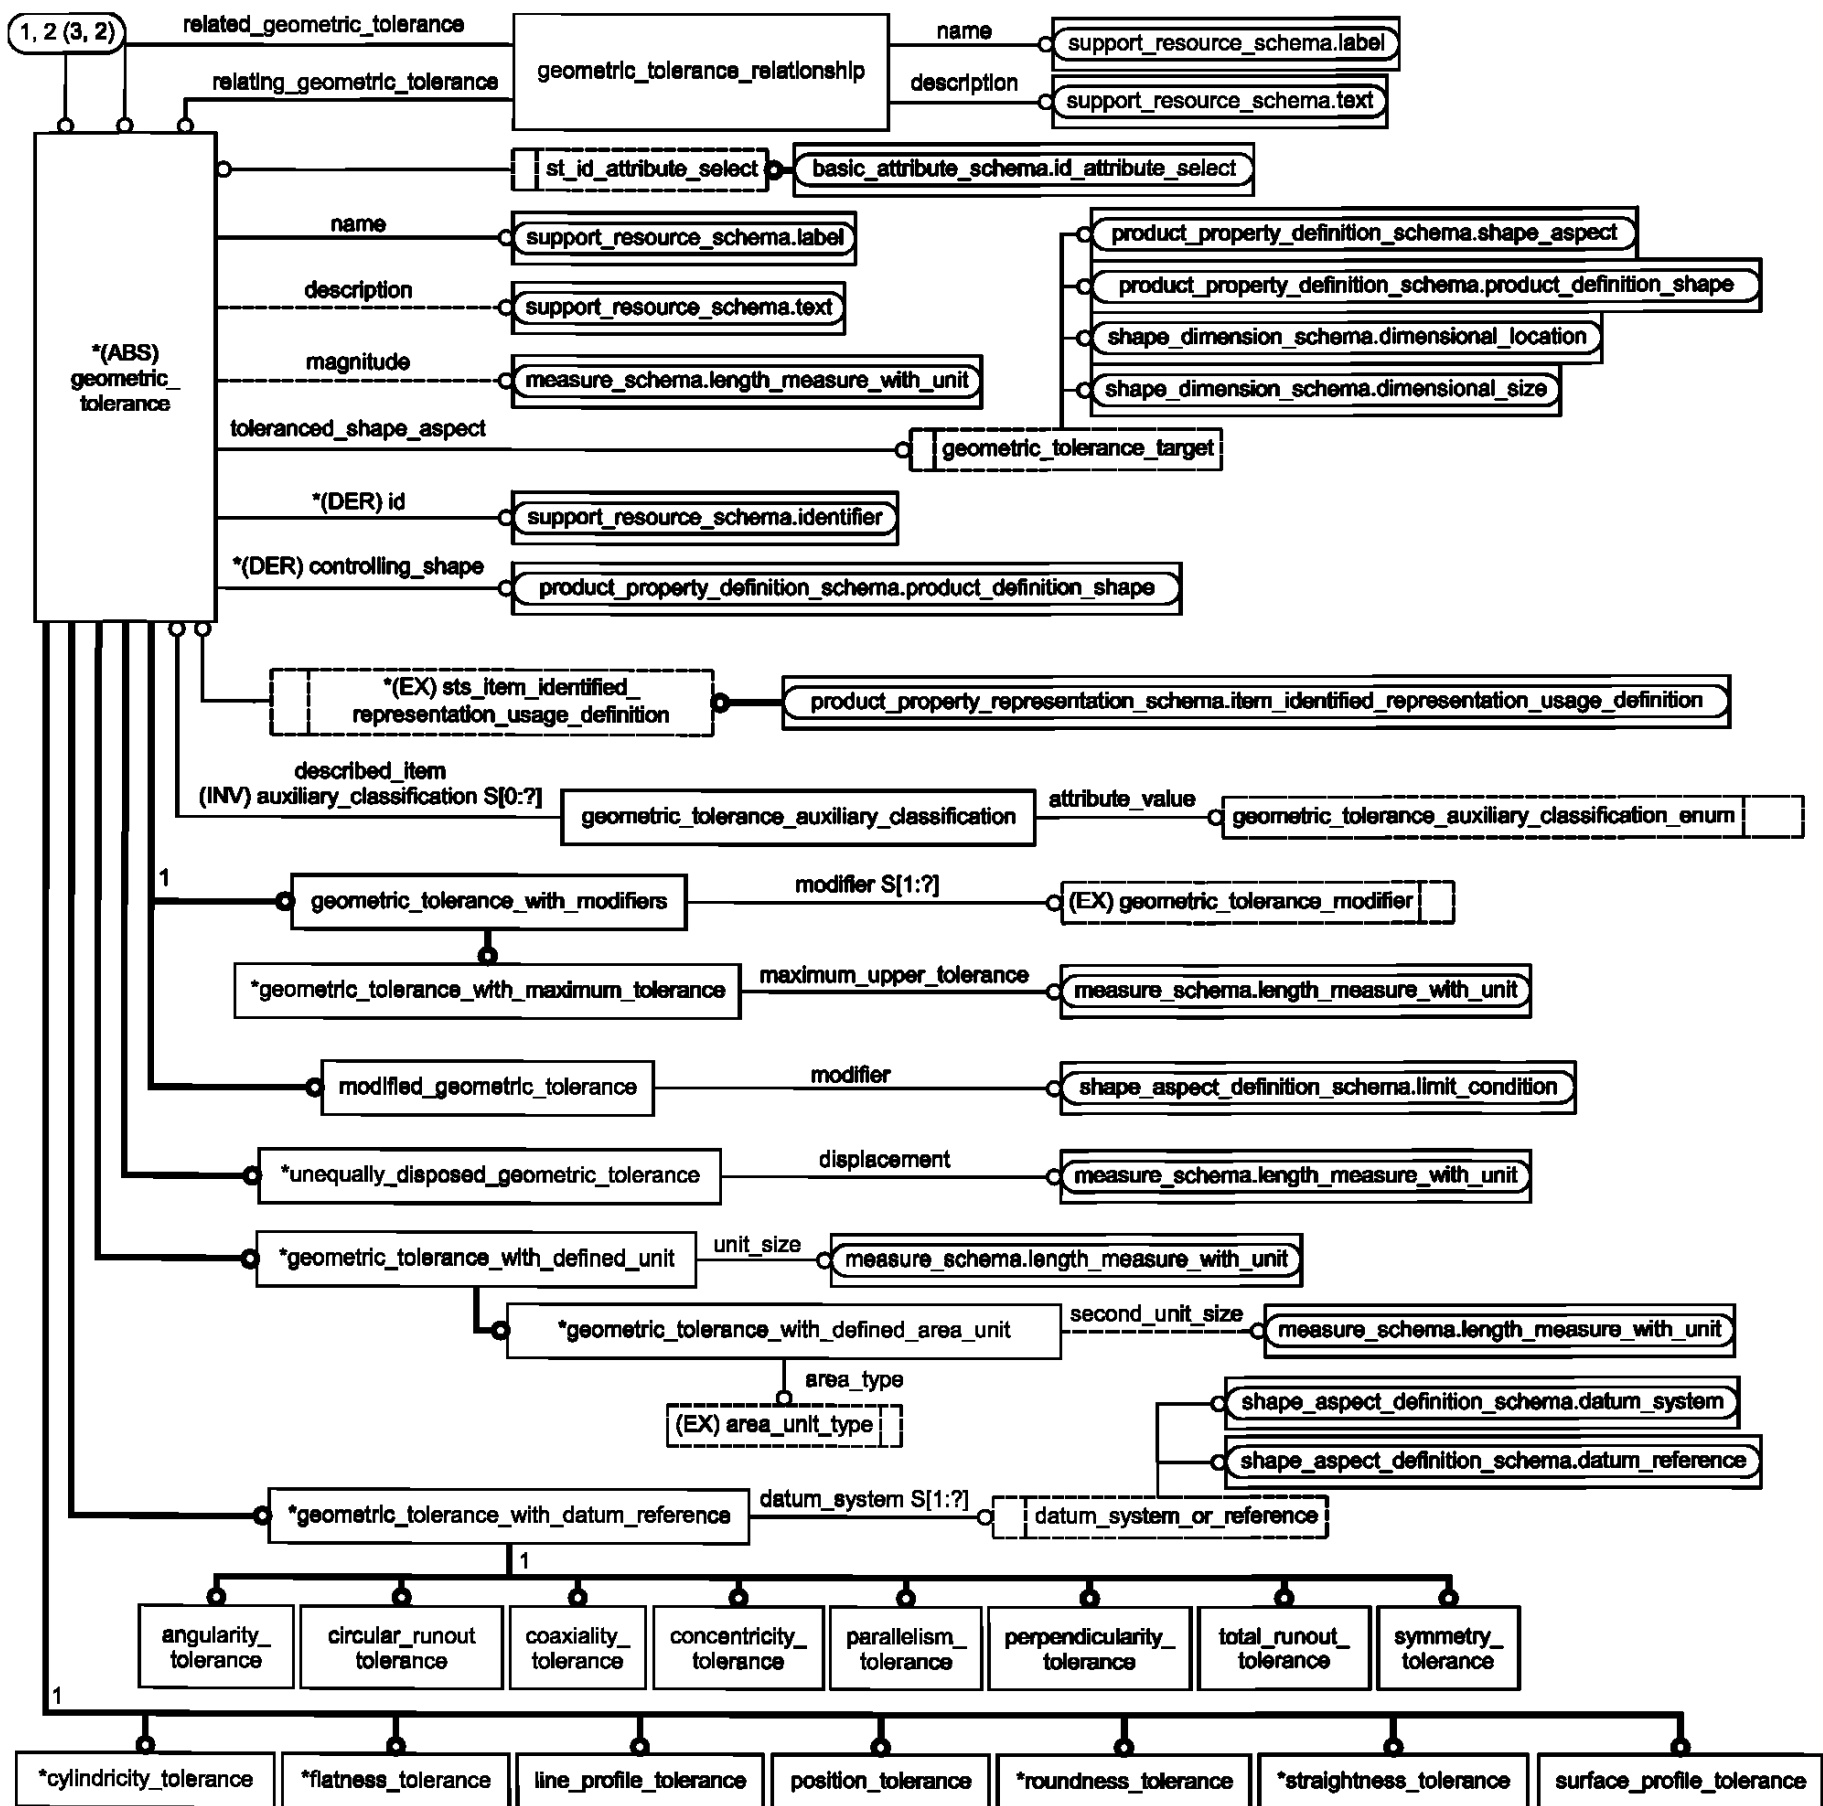 1, 2 (3, 2)
related_geometric_tolerance
relating_geometric_tolerance
geometric_tolerance_relationship
name
support_resource_schema.label
description
support_resource_schema.text
st_id_attribute_select
basic_attribute_schema.id_attribute_select
*(ABS)
geometric_
tolerance
name
support_resource_schema.label
description
support_resource_schema.text
magnitude
measure_schema.length_measure_with_unit
toleranced_shape_aspect
geometric_tolerance_target
product_property_definition_schema.shape_aspect
product_property_definition_schema.product_definition_shape
shape_dimension_schema.dimensional_location
shape_dimension_schema.dimensional_size
*(DER) id
support_resource_schema.identifier
*(DER) controlling_shape
product_property_definition_schema.product_definition_shape
*(EX) sts_item_identified_
representation_usage_definition
product_property_representation_schema.item_identified_representation_usage_definition
described_item
(INV) auxiliary_classification S[0:?]
geometric_tolerance_auxiliary_classification
attribute_value
geometric_tolerance_auxiliary_classification_enum
1
geometric_tolerance_with_modifiers
modifier S[1:?]
(EX) geometric_tolerance_modifier
*geometric_tolerance_with_maximum_tolerance
maximum_upper_tolerance
measure_schema.length_measure_with_unit
modified_geometric_tolerance
modifier
shape_aspect_definition_schema.limit_condition
*unequally_disposed_geometric_tolerance
displacement
measure_schema.length_measure_with_unit
*geometric_tolerance_with_defined_unit
unit_size
measure_schema.length_measure_with_unit
*geometric_tolerance_with_defined_area_unit
second_unit_size
measure_schema.length_measure_with_unit
area_type
(EX) area_unit_type
shape_aspect_definition_schema.datum_system
shape_aspect_definition_schema.datum_reference
*geometric_tolerance_with_datum_reference
datum_system S[1:?]
datum_system_or_reference
1
angularity_
tolerance
circular_runout
tolerance
coaxiality_
tolerance
concentricity_
tolerance
parallelism_
tolerance
perpendicularity_
tolerance
total_runout_
tolerance
symmetry_
tolerance
1
*cylindricity_tolerance
*flatness_tolerance
line_profile_tolerance
position_tolerance
*roundness_tolerance
*straightness_tolerance
surface_profile_tolerance